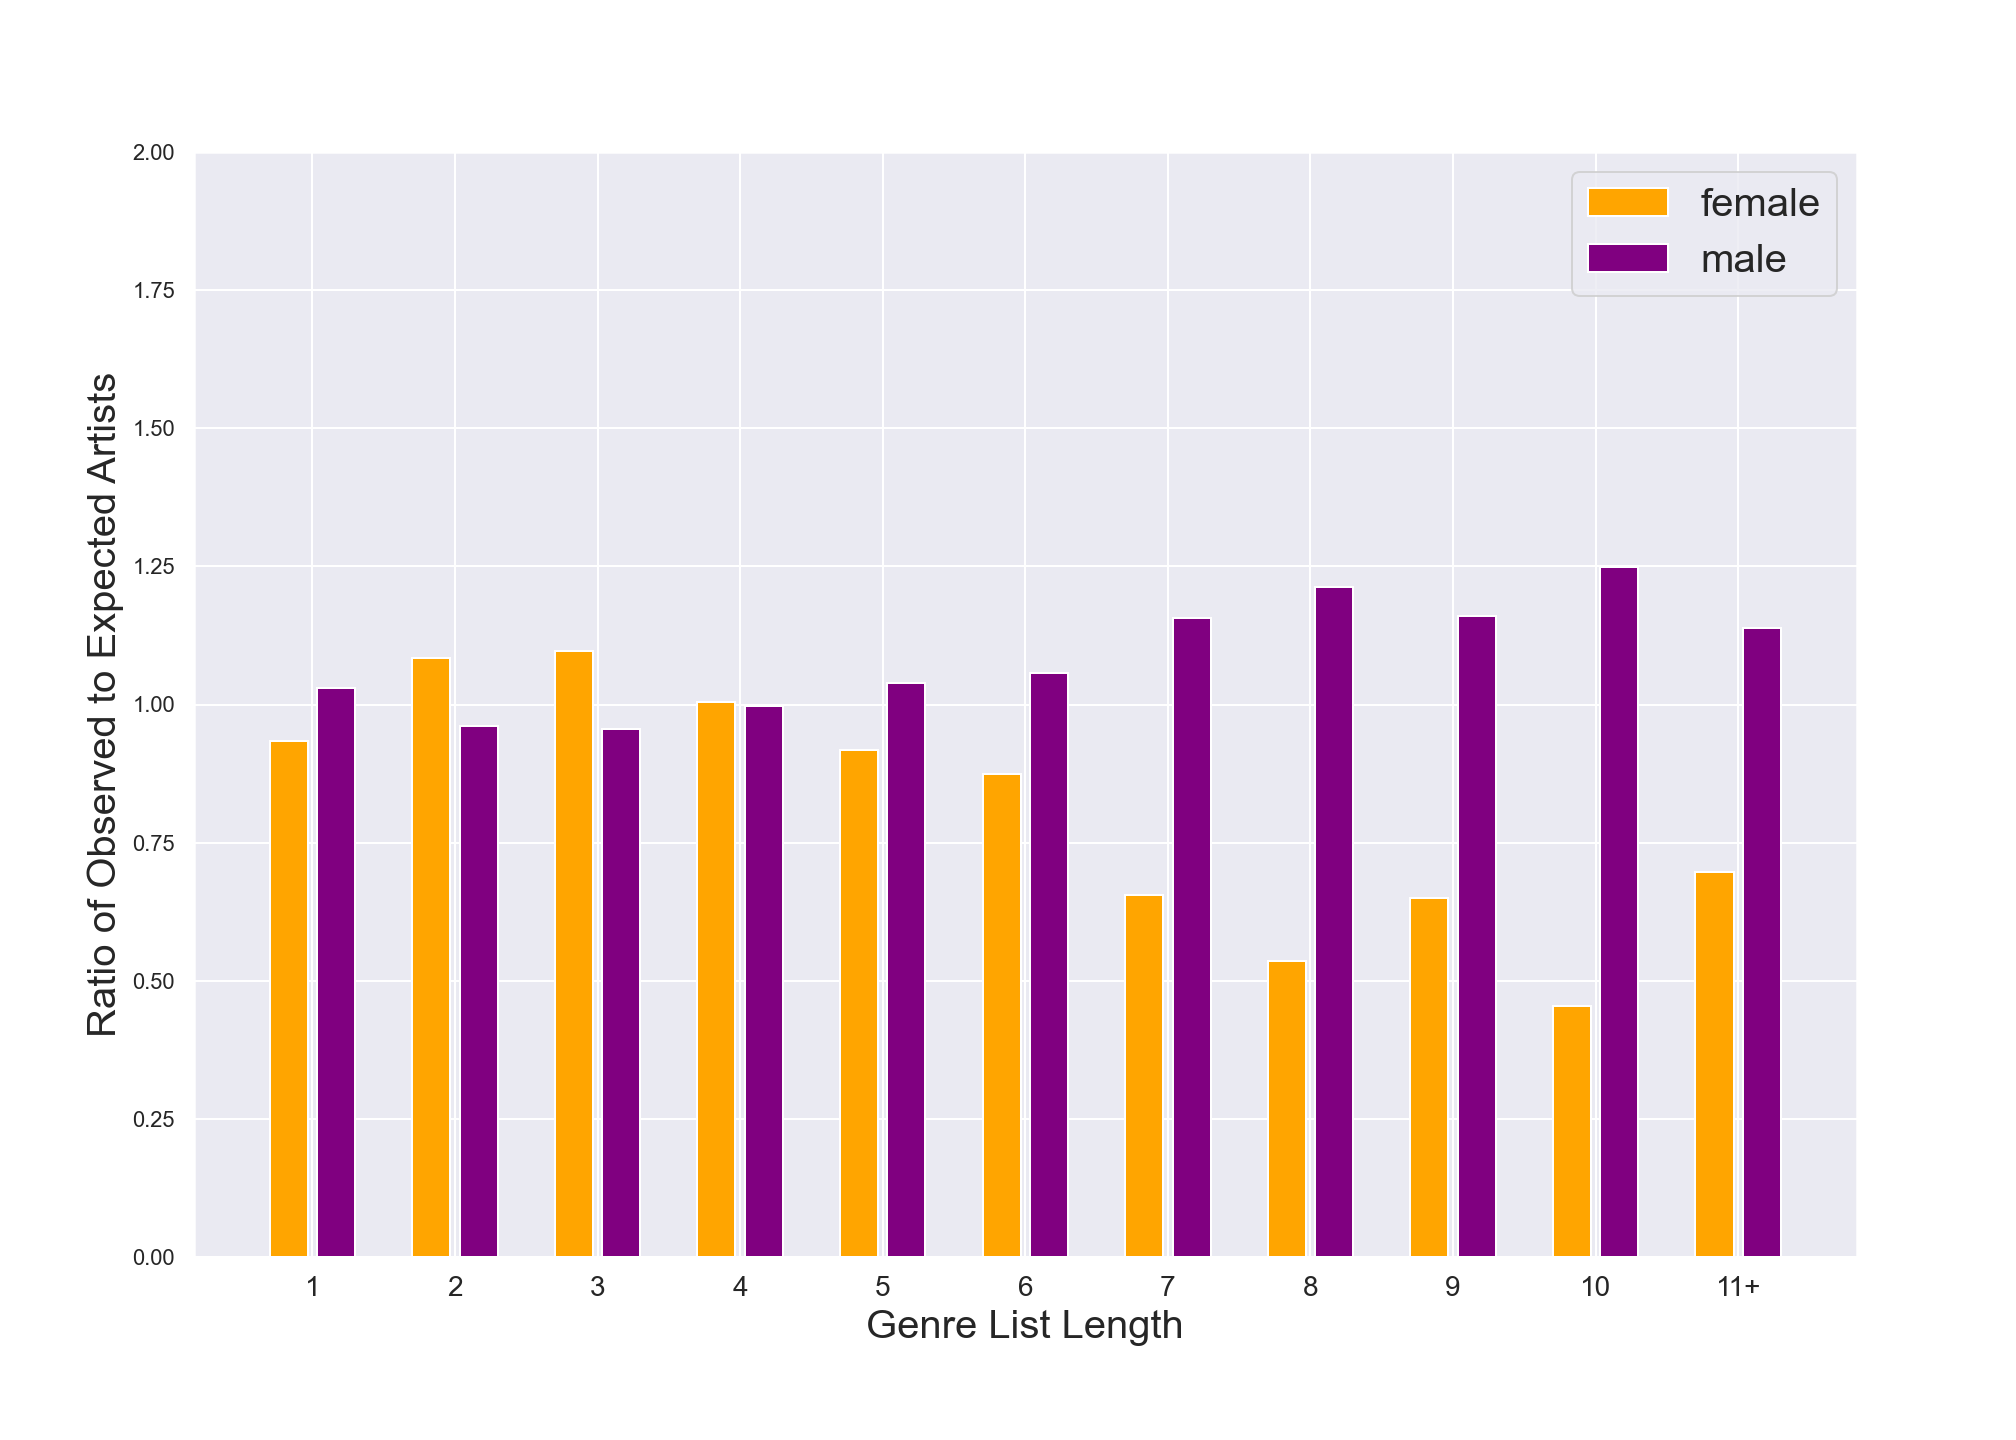 2.00
1.75
1.50
1.25
1.00
0.75
0.50
0.25
0.00
Ratio of Observed to Expected Artists
female
male
1 2 3 4 5 6 7 8 9 10 11+
Genre List Length